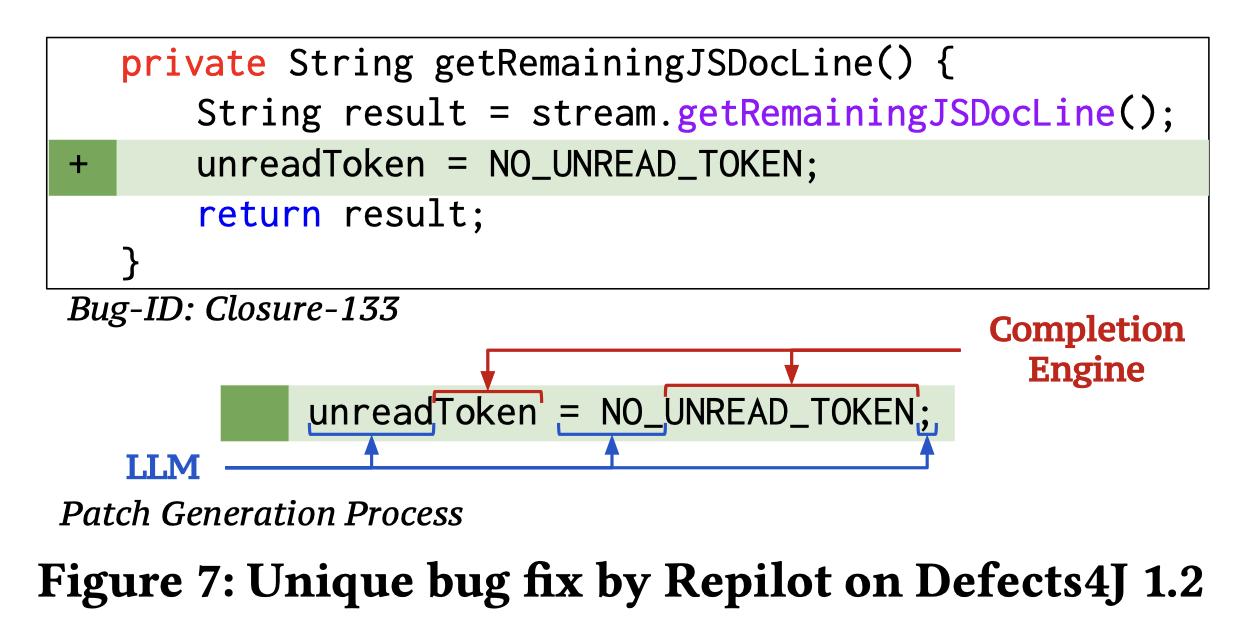 private String getRemainingJSDocLine() {
String result = stream.getRemainingJSDocLine();
+ unreadToken = NO_UNREAD_TOKEN;
return result;
}
Bug-ID: Closure-133
Completion
Engine
unreadToken = NO_UNREAD_TOKEN;
LLM
Patch Generation Process
Figure 7: Unique bug fix by Repilot on Defects4J 1.2